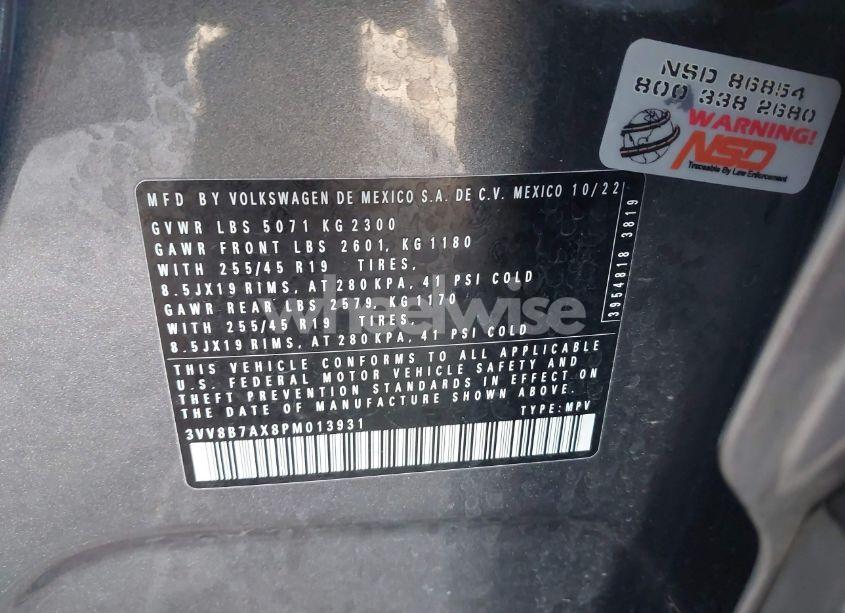 NSD 86854
800 338 2680
WARNING!
NSD
Traceable By Law Enforcement
MFD BY VOLKSWAGEN DE MEXICO S.A. DE C.V. MEXICO 10/22
GVWR LBS 5071 KG 2300
GAWR FRONT LBS 2601, KG 1180
WITH 255/45 R19 TIRES,
8.5JX19 RIMS, AT 280 KPA, 41 PSI COLD
GAWR REAR LBS 2579, KG 1170
WITH 255/45 R19 TIRES,
8.5JX19 RIMS, AT 280 KPA, 41 PSI COLD
3954818 3819
THIS VEHICLE CONFORMS TO ALL APPLICABLE
U.S. FEDERAL MOTOR VEHICLE SAFETY AND
THEFT PREVENTION STANDARDS IN EFFECT ON
THE DATE OF MANUFACTURE SHOWN ABOVE.
3VV8B7AX8PM013931 TYPE:MPV
wheelwise